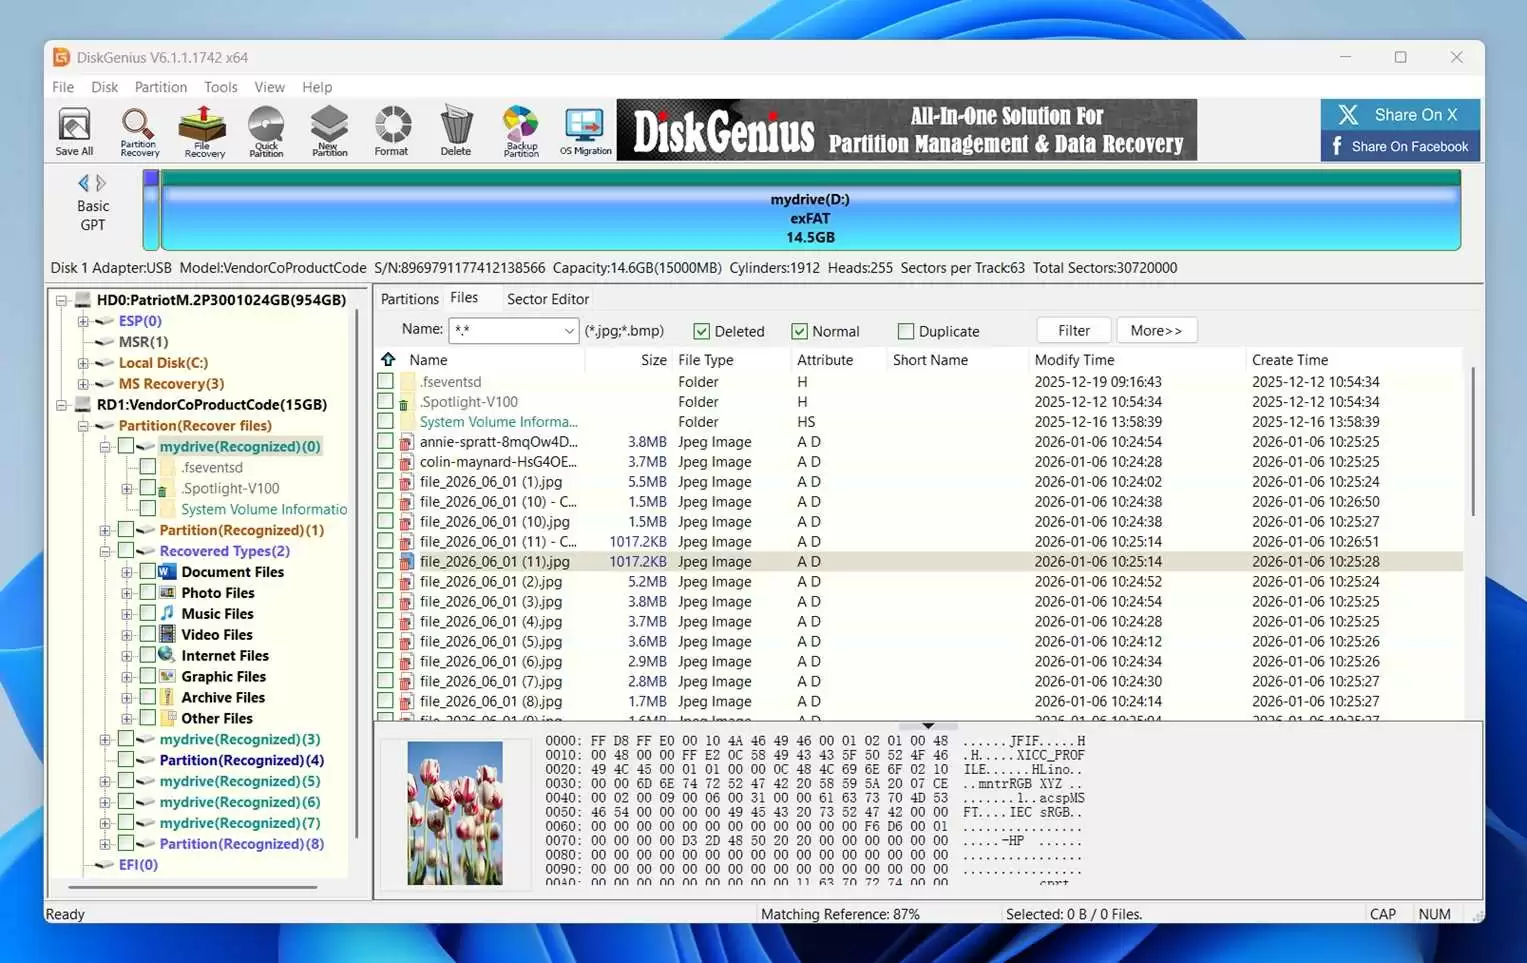 DiskGenius V6.1.1.1742 x64
File Disk Partition Tools View Help
Save All
Partition Recovery
File Recovery
Quick Partition
New Partition
Format
Delete
Backup Partition
OS Migration
DiskGenius
All-In-One Solution For
Partition Management & Data Recovery
Share On X
Share On Facebook
Basic
GPT
mydrive(D:)
exFAT
14.5GB
Disk 1 Adapter:USB Model:VendorCoProductCode S/N:8969791177412138566 Capacity:14.6GB(15000MB) Cylinders:1912 Heads:255 Sectors per Track:63 Total Sectors:30720000
HD0:PatriotM.2P3001024GB(954GB)
ESP(0)
MSR(1)
Local Disk(C:)
MS Recovery(3)
RD1:VendorCoProductCode(15GB)
Partition(Recover files)
mydrive(Recognized)(0)
.fseventsd
.Spotlight-V100
System Volume Informatio
Partition(Recognized)(1)
Recovered Types(2)
Document Files
Photo Files
Music Files
Video Files
Internet Files
Graphic Files
Archive Files
Other Files
mydrive(Recognized)(3)
Partition(Recognized)(4)
mydrive(Recognized)(5)
mydrive(Recognized)(6)
mydrive(Recognized)(7)
Partition(Recognized)(8)
EFI(0)
Partitions Files Sector Editor
Name: *.* (*.jpg;*.bmp) Deleted Normal Duplicate Filter More>>
Name Size File Type Attribute Short Name Modify Time Create Time
.fseventsd Folder H 2025-12-19 09:16:43 2025-12-12 10:54:34
.Spotlight-V100 Folder H 2025-12-12 10:54:34 2025-12-12 10:54:34
System Volume Informa... Folder HS 2025-12-16 13:58:39 2025-12-16 13:58:39
annie-spratt-8mqOw4D... 3.8MB Jpeg Image A D 2026-01-06 10:24:54 2026-01-06 10:25:25
colin-maynard-HsG4OE... 3.7MB Jpeg Image A D 2026-01-06 10:24:28 2026-01-06 10:25:25
file_2026_06_01 (1).jpg 5.5MB Jpeg Image A D 2026-01-06 10:24:02 2026-01-06 10:25:24
file_2026_06_01 (10) - C... 1.5MB Jpeg Image A D 2026-01-06 10:24:38 2026-01-06 10:26:50
file_2026_06_01 (10).jpg 1.5MB Jpeg Image A D 2026-01-06 10:24:38 2026-01-06 10:25:27
file_2026_06_01 (11) - C... 1017.2KB Jpeg Image A D 2026-01-06 10:25:14 2026-01-06 10:26:51
file_2026_06_01 (11).jpg 1017.2KB Jpeg Image A D 2026-01-06 10:25:14 2026-01-06 10:25:28
file_2026_06_01 (2).jpg 5.2MB Jpeg Image A D 2026-01-06 10:24:52 2026-01-06 10:25:24
file_2026_06_01 (3).jpg 3.8MB Jpeg Image A D 2026-01-06 10:24:54 2026-01-06 10:25:25
file_2026_06_01 (4).jpg 3.7MB Jpeg Image A D 2026-01-06 10:24:28 2026-01-06 10:25:25
file_2026_06_01 (5).jpg 3.6MB Jpeg Image A D 2026-01-06 10:24:12 2026-01-06 10:25:26
file_2026_06_01 (6).jpg 2.9MB Jpeg Image A D 2026-01-06 10:24:34 2026-01-06 10:25:26
file_2026_06_01 (7).jpg 2.8MB Jpeg Image A D 2026-01-06 10:24:30 2026-01-06 10:25:27
file_2026_06_01 (8).jpg 1.7MB Jpeg Image A D 2026-01-06 10:24:14 2026-01-06 10:25:27
0000: FF D8 FF E0 00 10 4A 46 49 46 00 01 02 01 00 48 ......JFIF.....H
0010: 00 48 00 00 FF E2 0C 58 49 43 43 5F 50 52 4F 46 .H.....XICC_PROF
0020: 49 4C 45 00 01 01 00 00 0C 48 4C 69 6E 6F 02 10 ILE......HLino..
0030: 00 00 6D 6E 74 72 52 47 42 20 58 59 5A 20 07 CE ..mntrRGB XYZ ..
0040: 00 02 00 09 00 06 00 31 00 00 61 63 73 70 4D 53 .......1..acspMS
0050: 46 54 00 00 00 00 49 45 43 20 73 52 47 42 00 00 FT....IEC sRGB..
0060: 00 00 00 00 00 00 00 00 00 00 00 00 F6 D6 00 01 ................
0070: 00 00 00 00 D3 2D 48 50 20 20 00 00 00 00 00 00 .....-HP ......
0080: 00 00 00 00 00 00 00 00 00 00 00 00 00 00 00 00 ................
0090: 00 00 00 00 00 00 00 00 00 00 00 00 00 00 00 00 ................
00A0: 00 00 00 00 00 00 00 00 00 11 63 70 72 74 00 00
Ready Matching Reference: 87% Selected: 0 B / 0 Files. CAP NUM